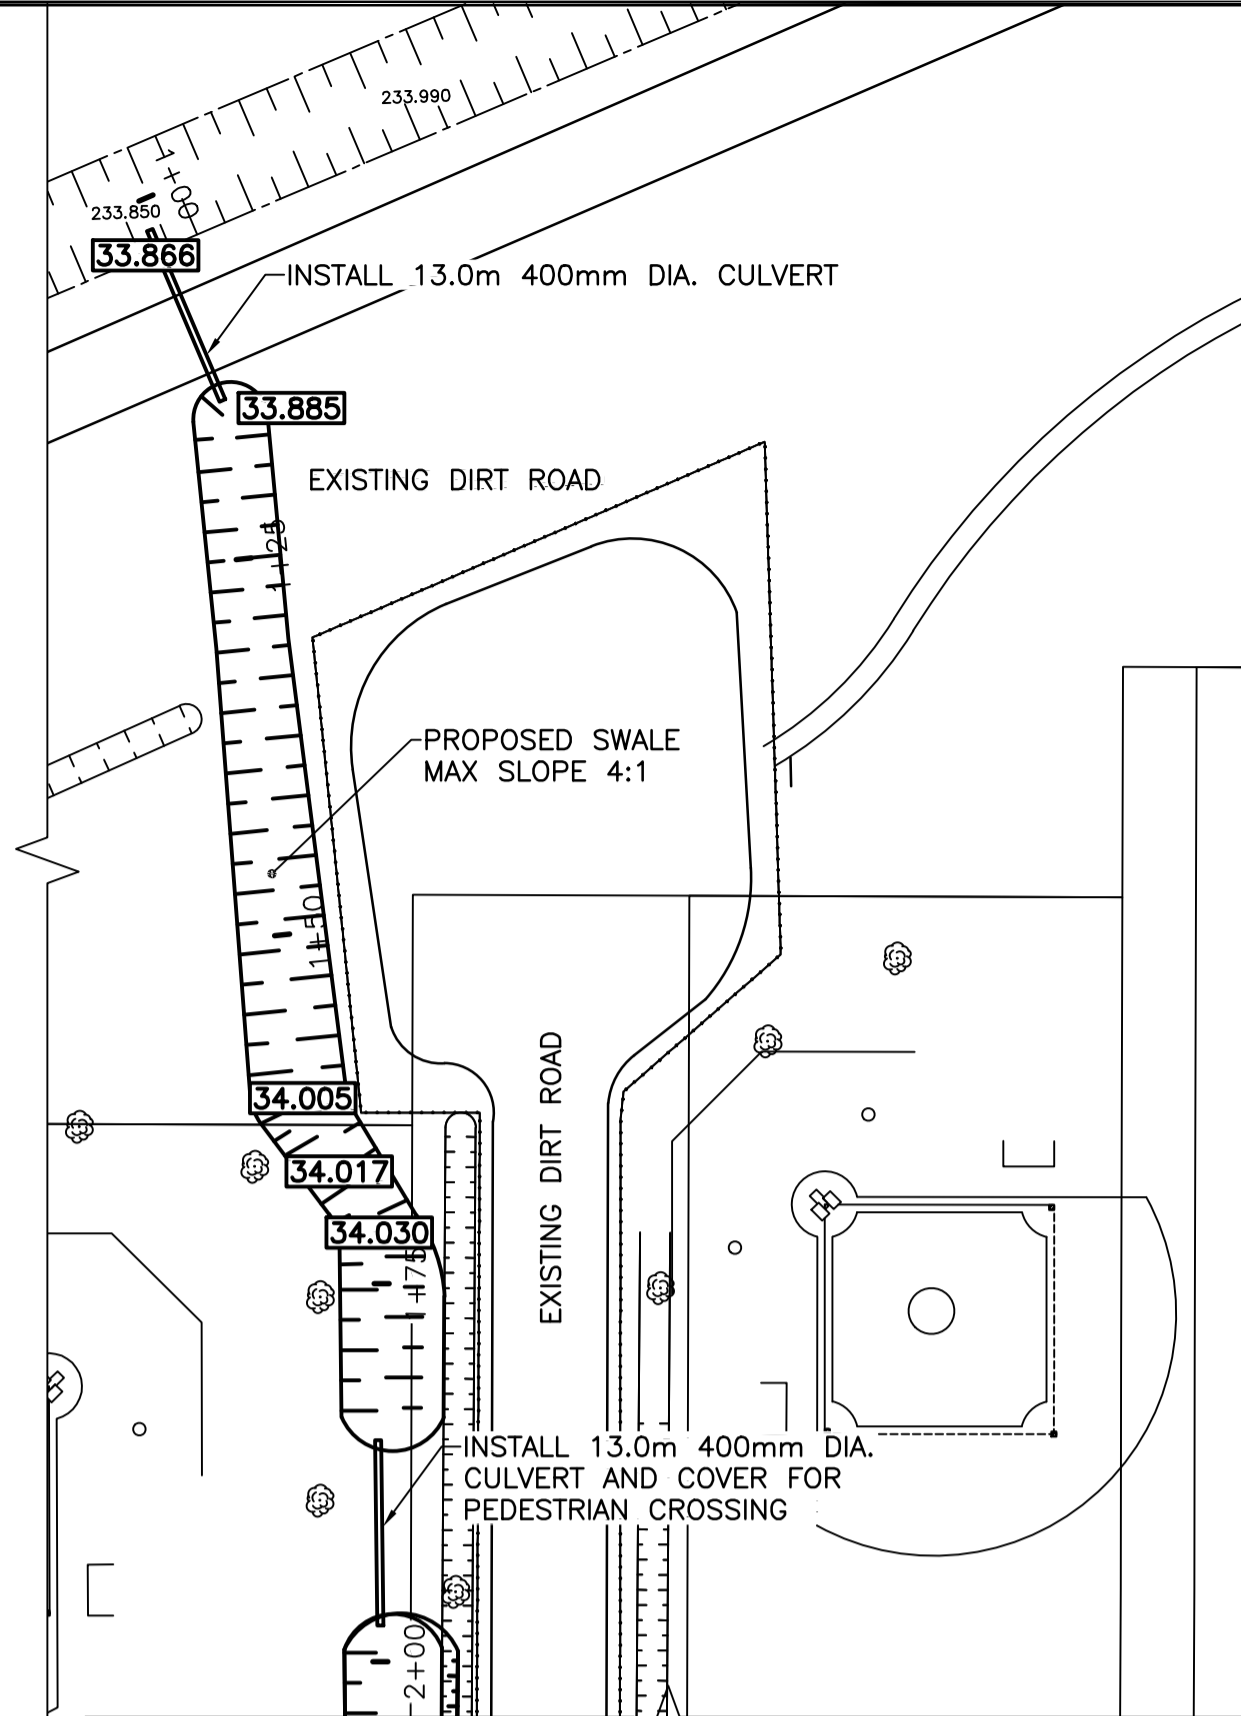 233.990
1+00
233.850
33.866
INSTALL 13.0m 400mm DIA. CULVERT
33.885
EXISTING DIRT ROAD
1+25
PROPOSED SWALE
MAX SLOPE 4:1
1+50
EXISTING DIRT ROAD
34.005
34.017
34.030
1+75
INSTALL 13.0m 400mm DIA.
CULVERT AND COVER FOR
PEDESTRIAN CROSSING
2+00